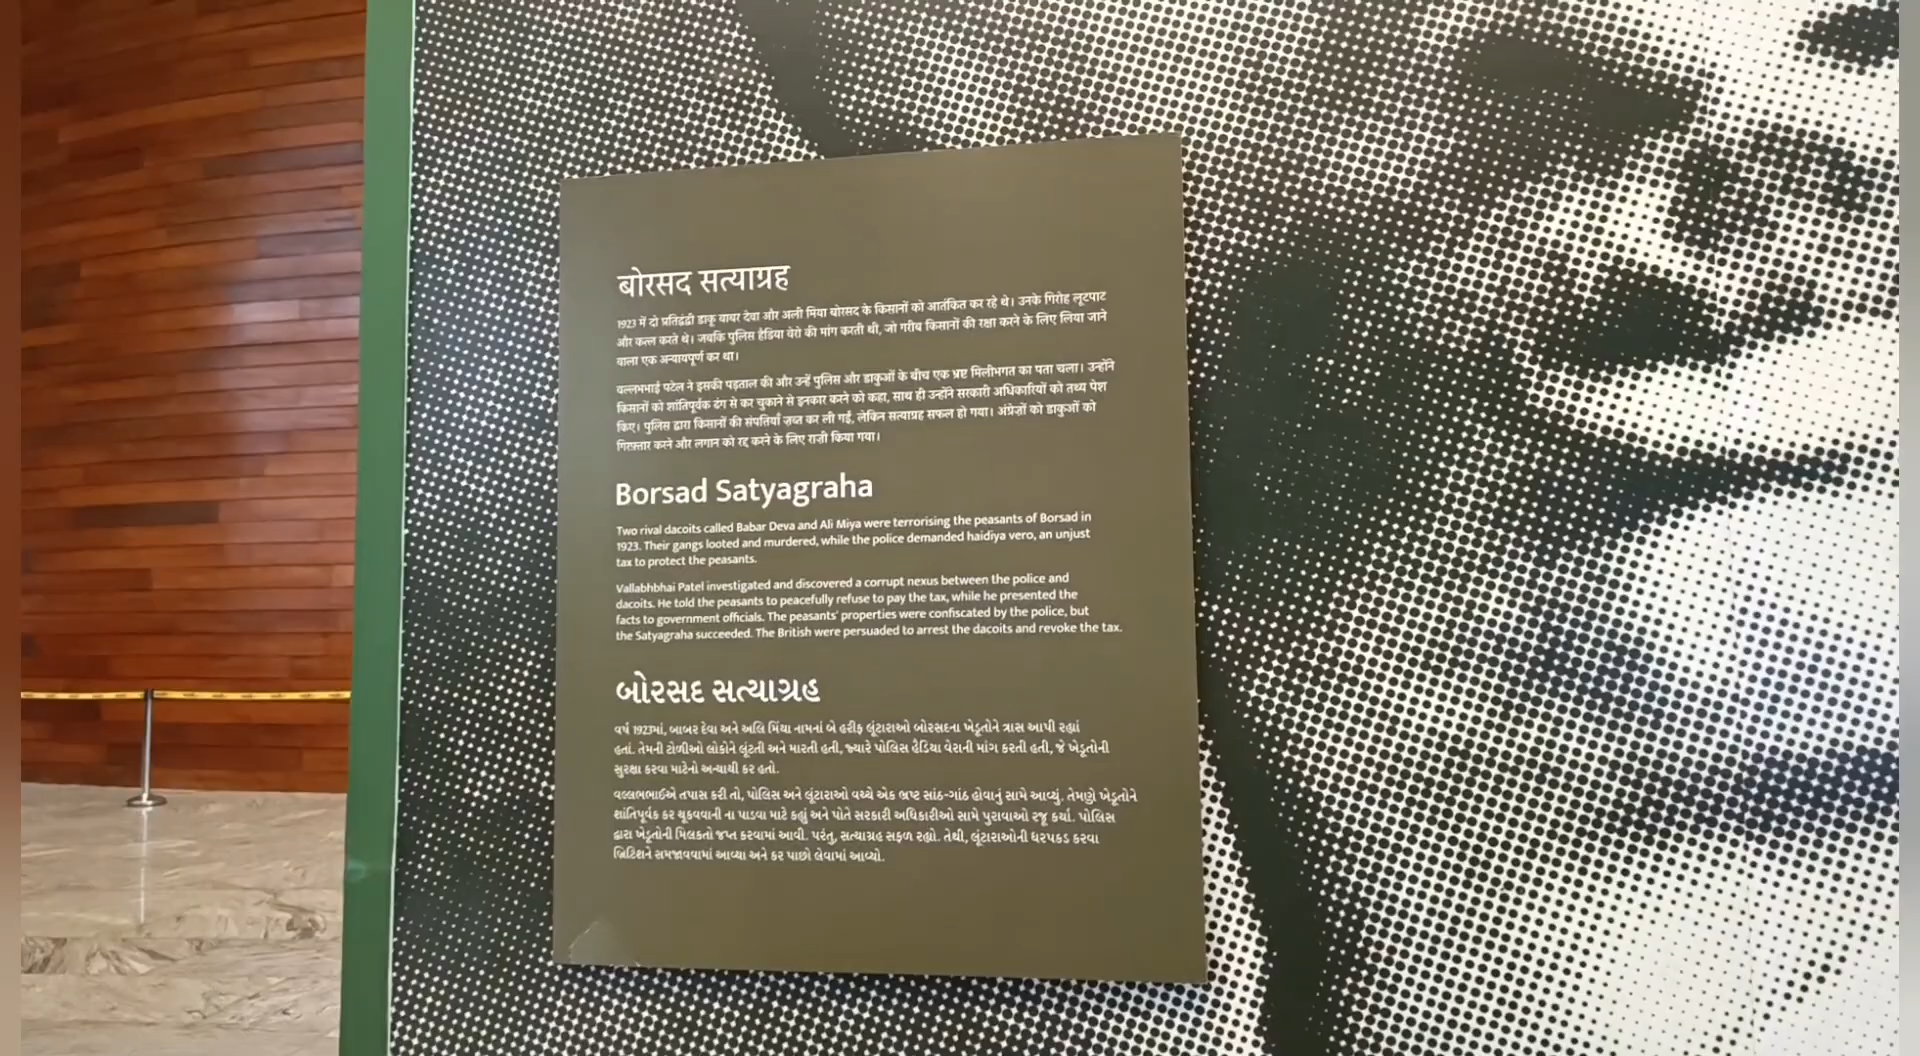 बोरसद सत्याग्रह
1923 में दो प्रतिद्वंद्वी डाकू बाबर देवा और अली मिया बोरसद के किसानों को आतंकित कर रहे थे। उनके गिरोह लूटपाट
और कत्ल करते थे। जबकि पुलिस हैडिया वेरो की मांग करती थी, जो गरीब किसानों की रक्षा करने के लिए लिया जाने
वाला एक अन्यायपूर्ण कर था।
वल्लभभाई पटेल ने इसकी पड़ताल की और उन्हें पुलिस और डाकुओं के बीच एक भ्रष्ट मिलीभगत का पता चला। उन्होंने
किसानों को शांतिपूर्वक ढंग से कर चुकाने से इनकार करने को कहा, साथ ही उन्होंने सरकारी अधिकारियों को तथ्य पेश
किए। पुलिस द्वारा किसानों की संपत्तियाँ ज़ब्त कर ली गईं, लेकिन सत्याग्रह सफल हो गया। अंग्रेज़ों को डाकुओं को
गिरफ़्तार करने और लगान को रद्द करने के लिए राज़ी किया गया।
Borsad Satyagraha
Two rival dacoits called Babar Deva and Ali Miya were terrorising the peasants of Borsad in
1923. Their gangs looted and murdered, while the police demanded haidiya vero, an unjust
tax to protect the peasants.
Vallabhbhai Patel investigated and discovered a corrupt nexus between the police and
dacoits. He told the peasants to peacefully refuse to pay the tax, while he presented the
facts to government officials. The peasants' properties were confiscated by the police, but
the Satyagraha succeeded. The British were persuaded to arrest the dacoits and revoke the tax.
બોરસદ સત્યાગ્રહ
વર્ષ 1923માં, બાબર દેવા અને અલિ મિંયા નામનાં બે હરીફ લૂંટારાઓ બોરસદના ખેડૂતોને ત્રાસ આપી રહ્યાં
હતાં. તેમની ટોળીઓ લોકોને લૂંટતી અને મારતી હતી, જ્યારે પોલિસ હૈડિયા વેરાની માંગ કરતી હતી, જે ખેડૂતોની
સુરક્ષા કરવા માટેનો અન્યાયી કર હતો.
વલ્લભભાઈએ તપાસ કરી તો, પોલિસ અને લૂંટારાઓ વચ્ચે એક ભ્રષ્ટ સાંઠ-ગાંઠ હોવાનું સામે આવ્યું. તેમણે ખેડૂતોને
શાંતિપૂર્વક કર ચૂકવવાની ના પાડવા માટે કહ્યું અને પોતે સરકારી અધિકારીઓ સામે પુરાવાઓ રજૂ કર્યા. પોલિસ
દ્વારા ખેડૂતોની મિલકતો જપ્ત કરવામાં આવી. પરંતુ, સત્યાગ્રહ સફળ રહ્યો. તેથી, લૂંટારાઓની ધરપકડ કરવા
બ્રિટિશને સમજાવવામાં આવ્યા અને કર પાછો લેવામાં આવ્યો.